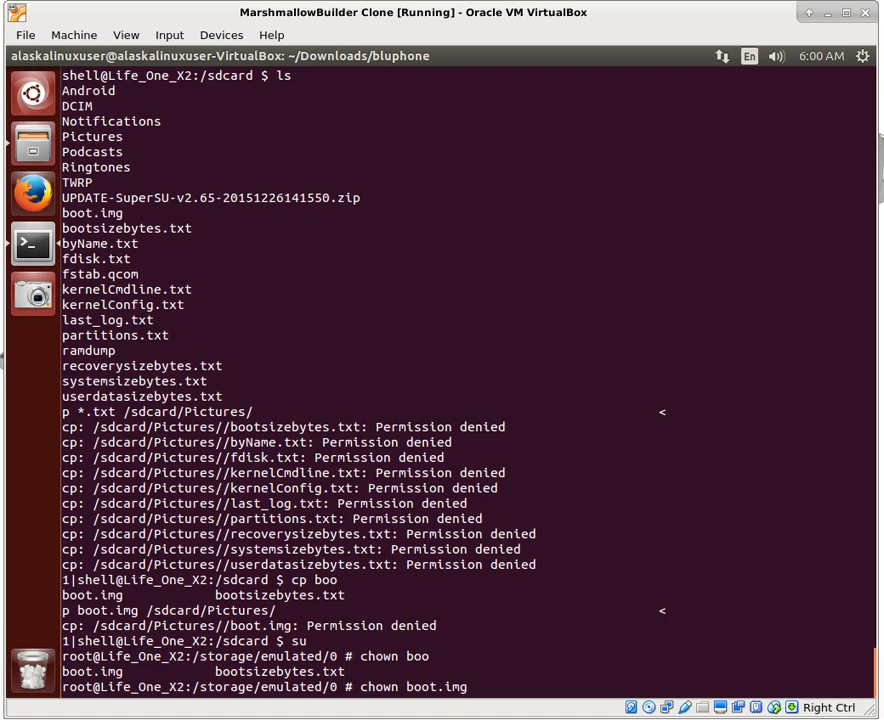 MarshmallowBuilder Clone [Running] - Oracle VM VirtualBox
File Machine View Input Devices Help
alaskalinuxuser@alaskalinuxuser-VirtualBox: ~/Downloads/bluphone En 6:00 AM
shell@Life_One_X2:/sdcard $ ls
Android
DCIM
Notifications
Pictures
Podcasts
Ringtones
TWRP
UPDATE-SuperSU-v2.65-20151226141550.zip
boot.img
bootsizebytes.txt
byName.txt
fdisk.txt
fstab.qcom
kernelCmdline.txt
kernelConfig.txt
last_log.txt
partitions.txt
ramdump
recoverysizebytes.txt
systemsizebytes.txt
userdatasizebytes.txt
p *.txt /sdcard/Pictures/ <
cp: /sdcard/Pictures//bootsizebytes.txt: Permission denied
cp: /sdcard/Pictures//byName.txt: Permission denied
cp: /sdcard/Pictures//fdisk.txt: Permission denied
cp: /sdcard/Pictures//kernelCmdline.txt: Permission denied
cp: /sdcard/Pictures//kernelConfig.txt: Permission denied
cp: /sdcard/Pictures//last_log.txt: Permission denied
cp: /sdcard/Pictures//partitions.txt: Permission denied
cp: /sdcard/Pictures//recoverysizebytes.txt: Permission denied
cp: /sdcard/Pictures//systemsizebytes.txt: Permission denied
cp: /sdcard/Pictures//userdatasizebytes.txt: Permission denied
1|shell@Life_One_X2:/sdcard $ cp boo
boot.img bootsizebytes.txt
p boot.img /sdcard/Pictures/ <
cp: /sdcard/Pictures//boot.img: Permission denied
1|shell@Life_One_X2:/sdcard $ su
root@Life_One_X2:/storage/emulated/0 # chown boo
boot.img bootsizebytes.txt
root@Life_One_X2:/storage/emulated/0 # chown boot.img
Right Ctrl